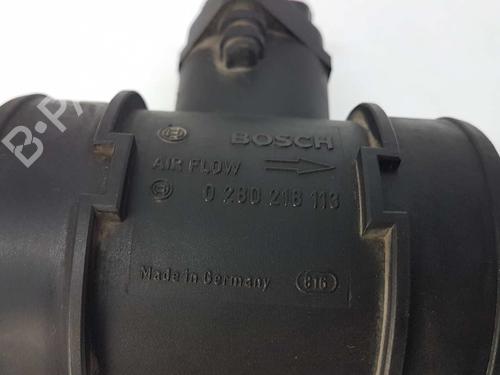 BOSCH
AIR FLOW
0 280 218 113
Made in Germany 816